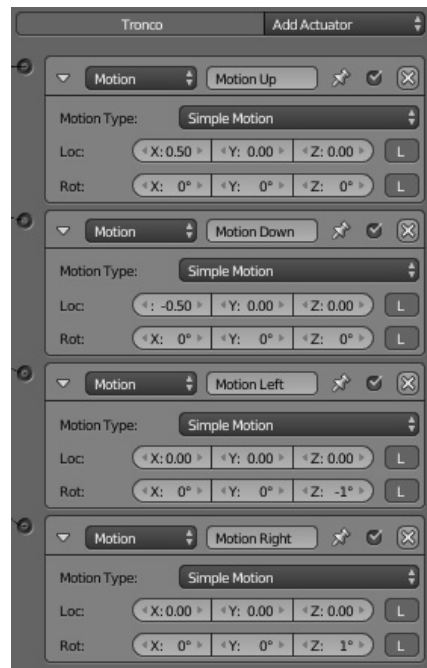 Tronco Add Actuator
Motion Motion Up
Motion Type: Simple Motion
Loc: X: 0.50 Y: 0.00 Z: 0.00 L
Rot: X: 0° Y: 0° Z: 0° L
Motion Motion Down
Motion Type: Simple Motion
Loc: : -0.50 Y: 0.00 Z: 0.00 L
Rot: X: 0° Y: 0° Z: 0° L
Motion Motion Left
Motion Type: Simple Motion
Loc: X: 0.00 Y: 0.00 Z: 0.00 L
Rot: X: 0° Y: 0° Z: -1° L
Motion Motion Right
Motion Type: Simple Motion
Loc: X: 0.00 Y: 0.00 Z: 0.00 L
Rot: X: 0° Y: 0° Z: 1° L